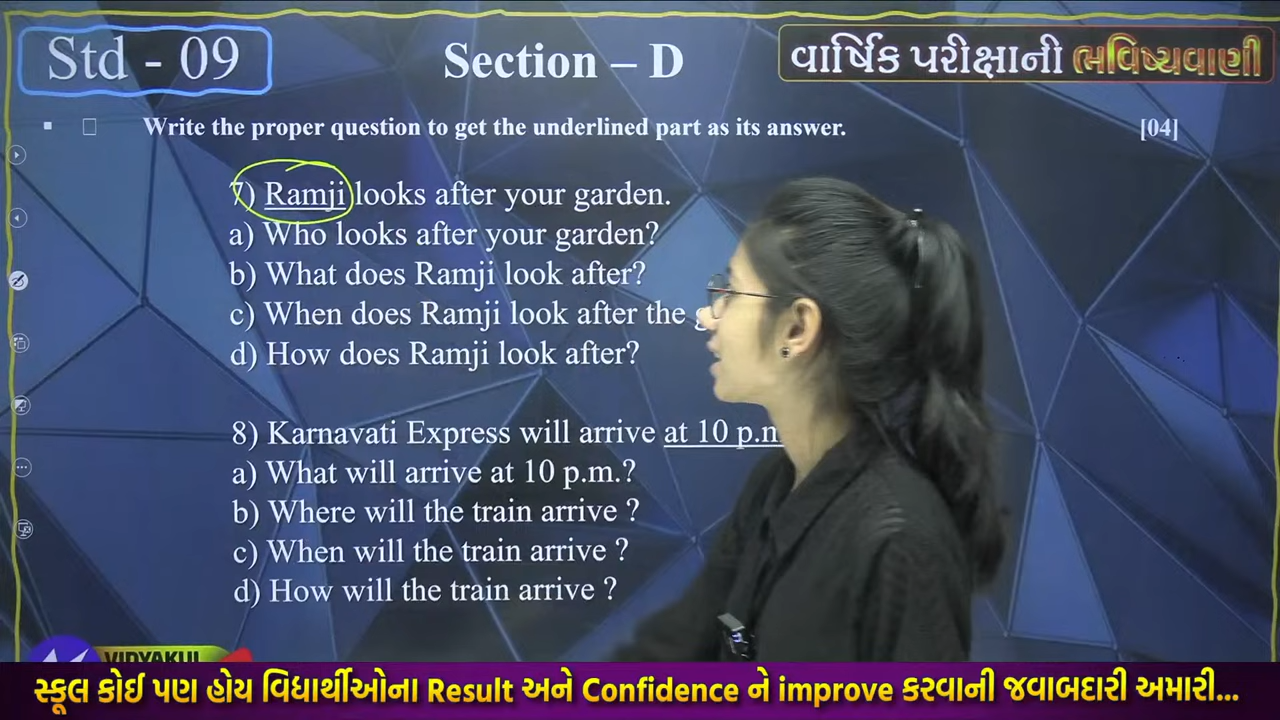 Std - 09
Section – D
વાર્ષિક પરીક્ષાની ભવિષ્યવાણી
Write the proper question to get the underlined part as its answer. [04]
7) Ramji looks after your garden.
a) Who looks after your garden?
b) What does Ramji look after?
c) When does Ramji look after the
d) How does Ramji look after?
8) Karnavati Express will arrive at 10
a) What will arrive at 10 p.m.?
b) Where will the train arrive ?
c) When will the train arrive ?
d) How will the train arrive ?
VIDYAKUL
સ્કૂલ કોઈ પણ હોય વિદ્યાર્થીઓના Result અને Confidence ને improve કરવાની જવાબદારી અમારી...